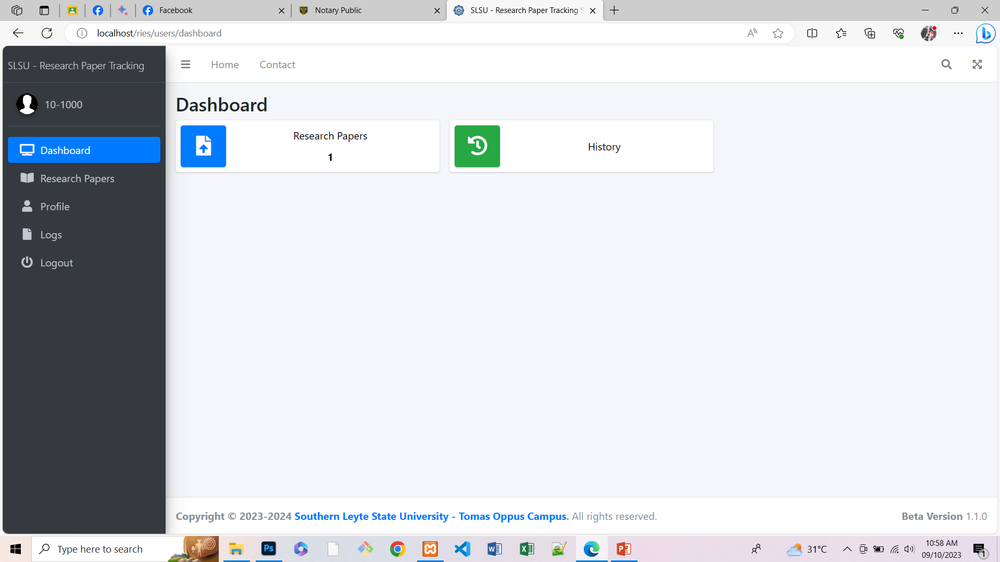 Facebook
Notary Public
SLSU - Research Paper Tracking S
localhost/ries/users/dashboard
SLSU - Research Paper Tracking
Home
Contact
10-1000
Dashboard
Research Papers
Profile
Logs
Logout
Dashboard
Research Papers
1
History
Copyright © 2023-2024 Southern Leyte State University - Tomas Oppus Campus. All rights reserved.
Beta Version 1.1.0
Type here to search
Ps
31°C
10:58 AM
09/10/2023
1